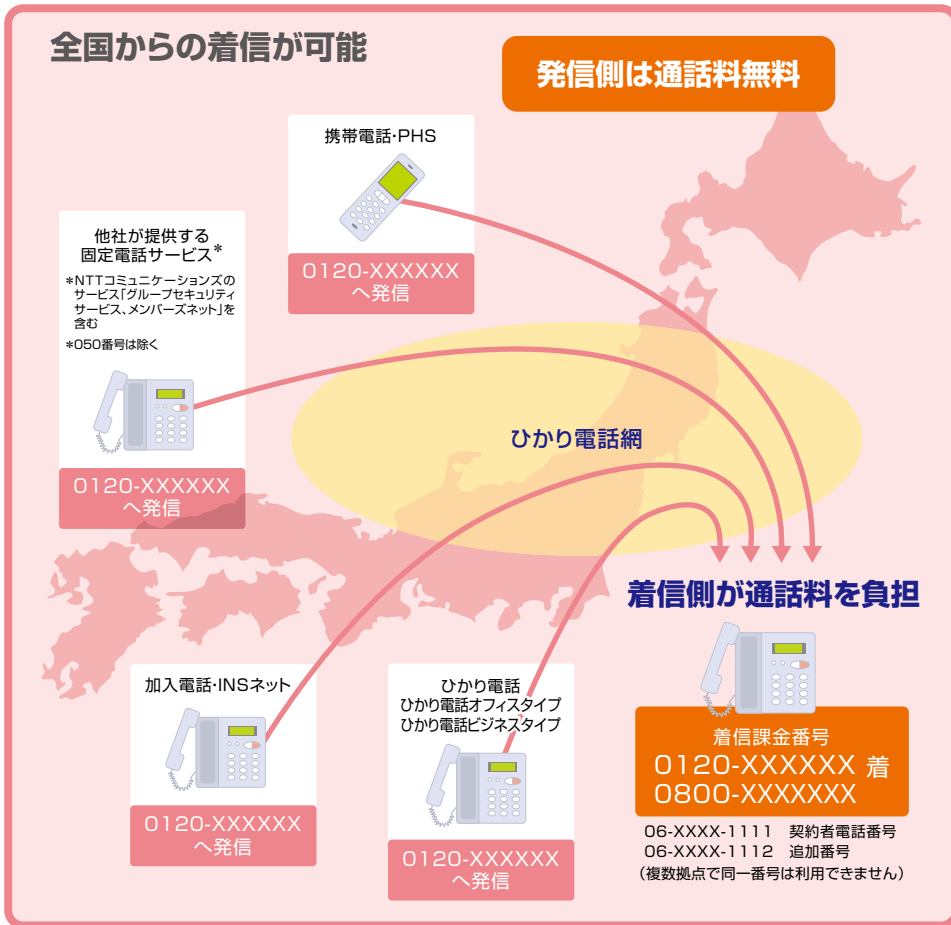 全国からの着信が可能
発信側は通話料無料
携帯電話・PHS
0120-XXXXXX
へ発信
他社が提供する
固定電話サービス*
*NTTコミュニケーションズの
サービス「グループセキュリティ
サービス、メンバーズネット」を
含む
*050番号は除く
0120-XXXXXX
へ発信
ひかり電話網
着信側が通話料を負担
加入電話・INSネット
0120-XXXXXX
へ発信
ひかり電話
ひかり電話オフィスタイプ
ひかり電話ビジネスタイプ
0120-XXXXXX
へ発信
着信課金番号
0120-XXXXXX 着
0800-XXXXXXX
06-XXXX-1111 契約者電話番号
06-XXXX-1112 追加番号
(複数拠点で同一番号は利用できません)